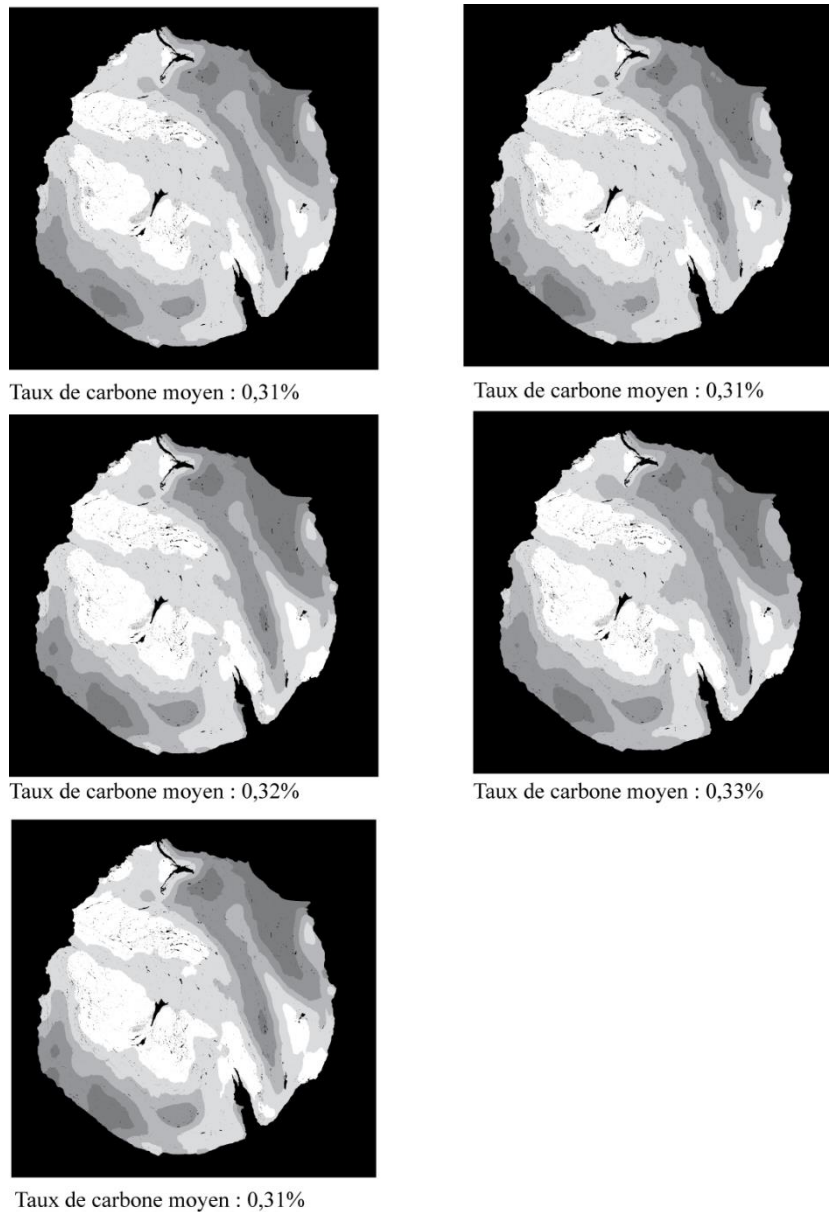 Taux de carbone moyen : 0,31%
Taux de carbone moyen : 0,31%
Taux de carbone moyen : 0,32%
Taux de carbone moyen : 0,33%
Taux de carbone moyen : 0,31%